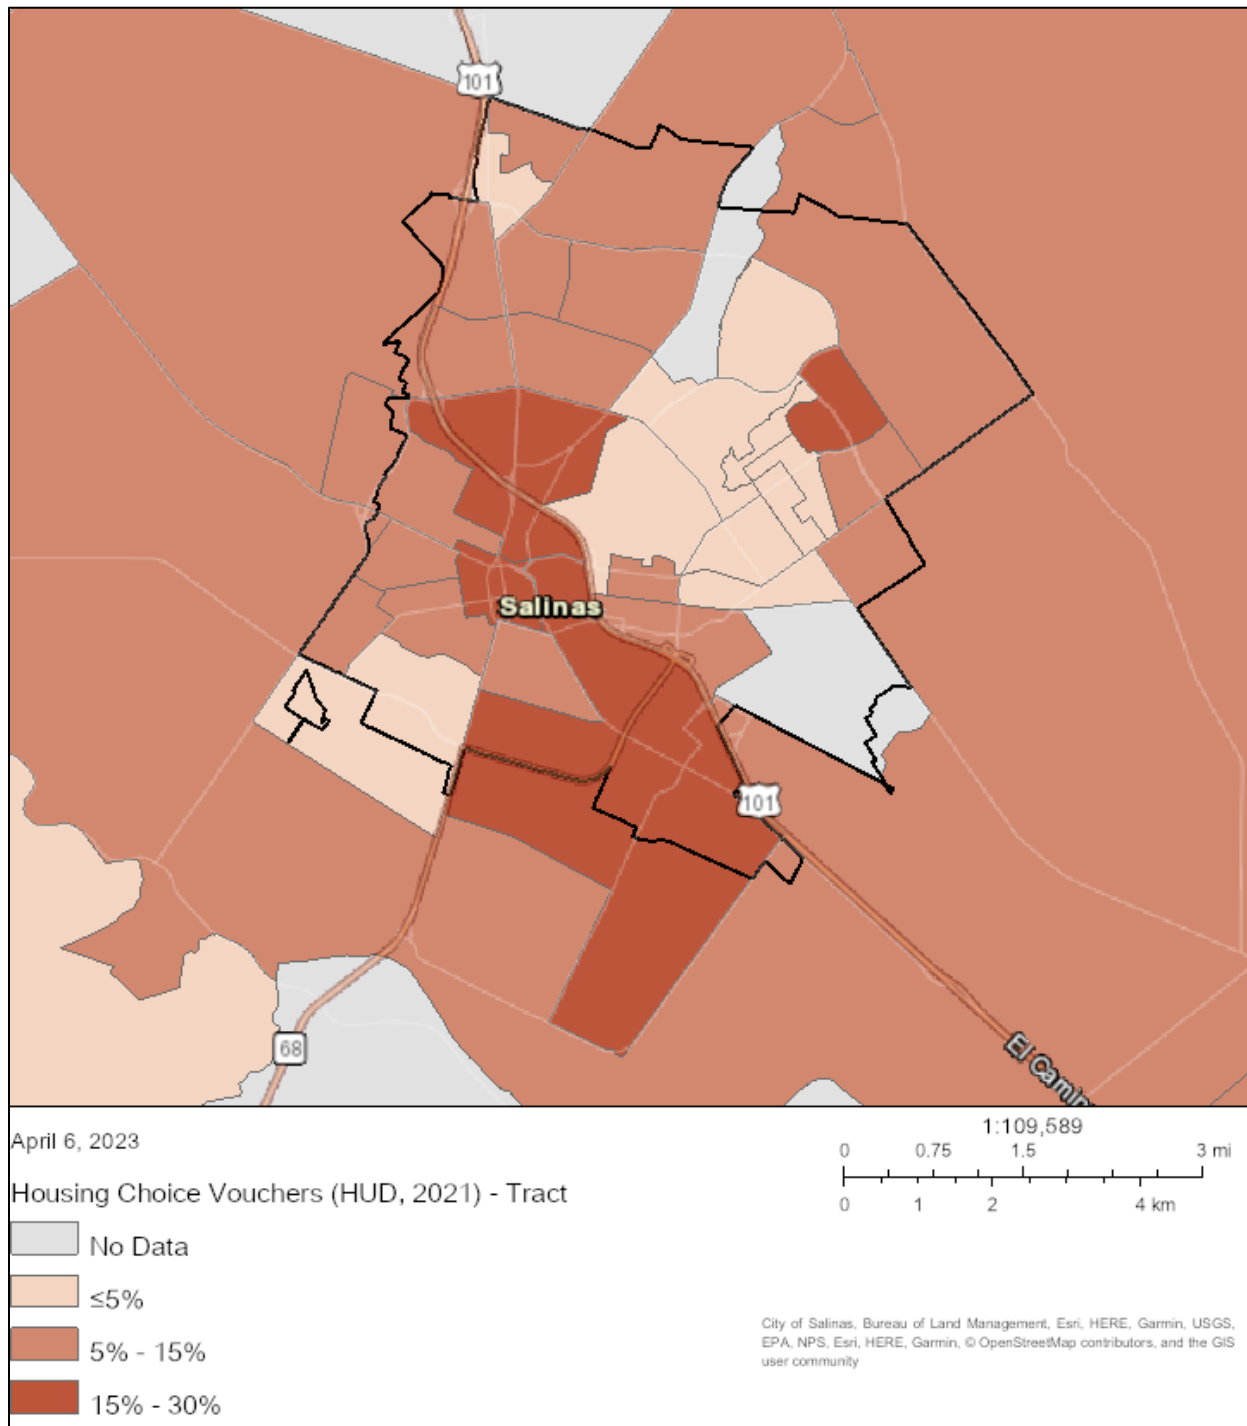 101
Salinas
101
68
El Camin
April 6, 2023
1:109,589
0 0.75 1.5 3 mi
0 1 2 4 km
Housing Choice Vouchers (HUD, 2021) - Tract
No Data
≤5%
5% - 15%
15% - 30%
City of Salinas, Bureau of Land Management, Esri, HERE, Garmin, USGS,
EPA, NPS, Esri, HERE, Garmin, © OpenStreetMap contributors, and the GIS
user community